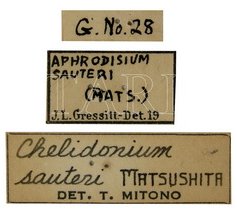 G. No. 28
APHRODISIUM
SAUTERI
(MATS.)
J.L. Gressitt-Det. 19
Chelidonium
sauteri MATSUSHITA
DET. T. MITONO